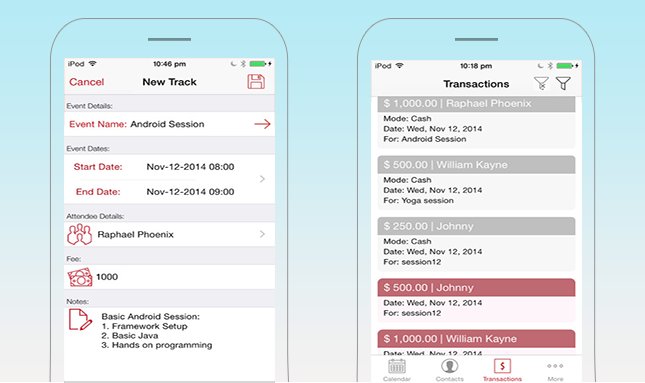 iPod
10:46 pm
Cancel
New Track
Event Details:
Event Name: Android Session
Event Dates:
Start Date: Nov-12-2014 08:00
End Date: Nov-12-2014 09:00
Attendee Details:
Raphael Phoenix
Fee:
1000
Notes:
Basic Android Session:
1. Framework Setup
2. Basic Java
3. Hands on programming
iPod
10:18 pm
Transactions
$ 1,000.00 | Raphael Phoenix
Mode: Cash
Date: Wed, Nov 12, 2014
For: Android Session
$ 500.00 | William Kayne
Mode: Cash
Date: Wed, Nov 12, 2014
For: Yoga session
$ 250.00 | Johnny
Mode: Cash
Date: Wed, Nov 12, 2014
For: session12
$ 500.00 | Johnny
Date: Wed, Nov 12, 2014
For: session12
$ 1,000.00 | William Kayne
Date: Wed, Nov 12, 2014
Calendar
Contacts
$
Transactions
More